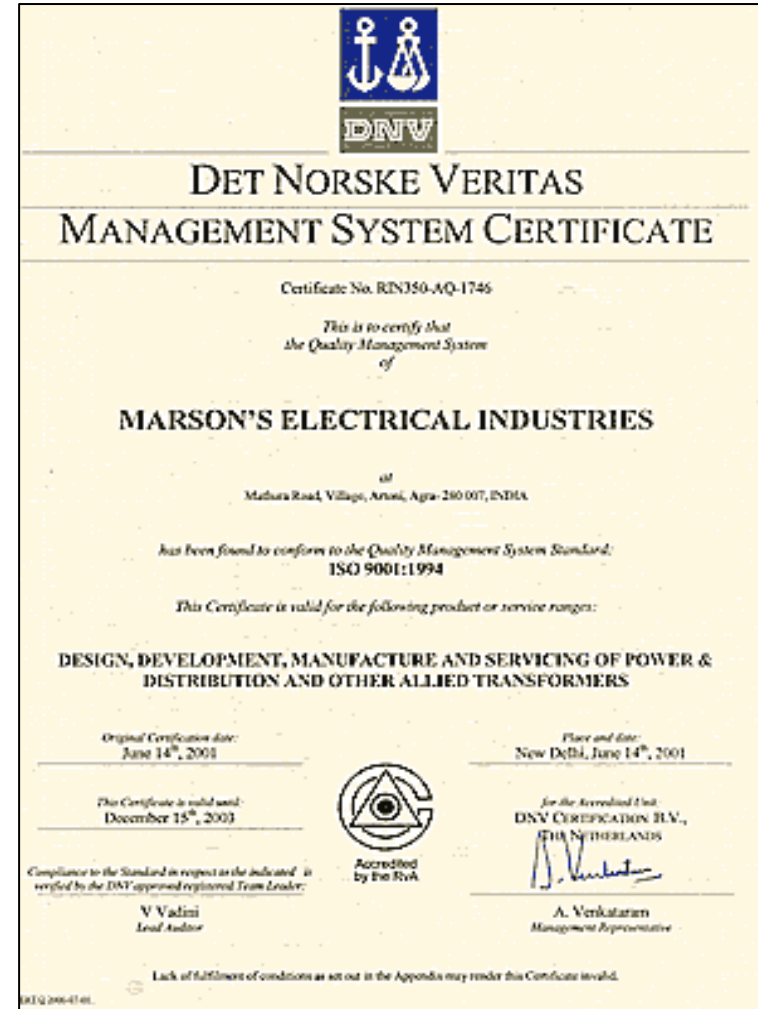 DNV
DET NORSKE VERITAS
MANAGEMENT SYSTEM CERTIFICATE
Certificate No. RIN350-AQ-1746
This is to certify that
the Quality Management System
of
MARSON'S ELECTRICAL INDUSTRIES
at
Mathura Road, Village, Artoni, Agra- 280 007, INDIA
has been found to conform to the Quality Management System Standard:
ISO 9001:1994
This Certificate is valid for the following product or service ranges:
DESIGN, DEVELOPMENT, MANUFACTURE AND SERVICING OF POWER &
DISTRIBUTION AND OTHER ALLIED TRANSFORMERS
Original Certification date:
June 14th, 2001
Place and date:
New Delhi, June 14th, 2001
This Certificate is valid until:
December 15th, 2003
for the Accredited Unit:
DNV CERTIFICATION B.V.,
THE NETHERLANDS
Accredited
by the RvA
Compliance to the Standard in respect to the indicated is
verified by the DNV approved registered Team Leader:
V Vadini
Lead Auditor
A. Venkataram
Management Representative
Lack of fulfilment of conditions as set out in the Appendix may render this Certificate invalid.